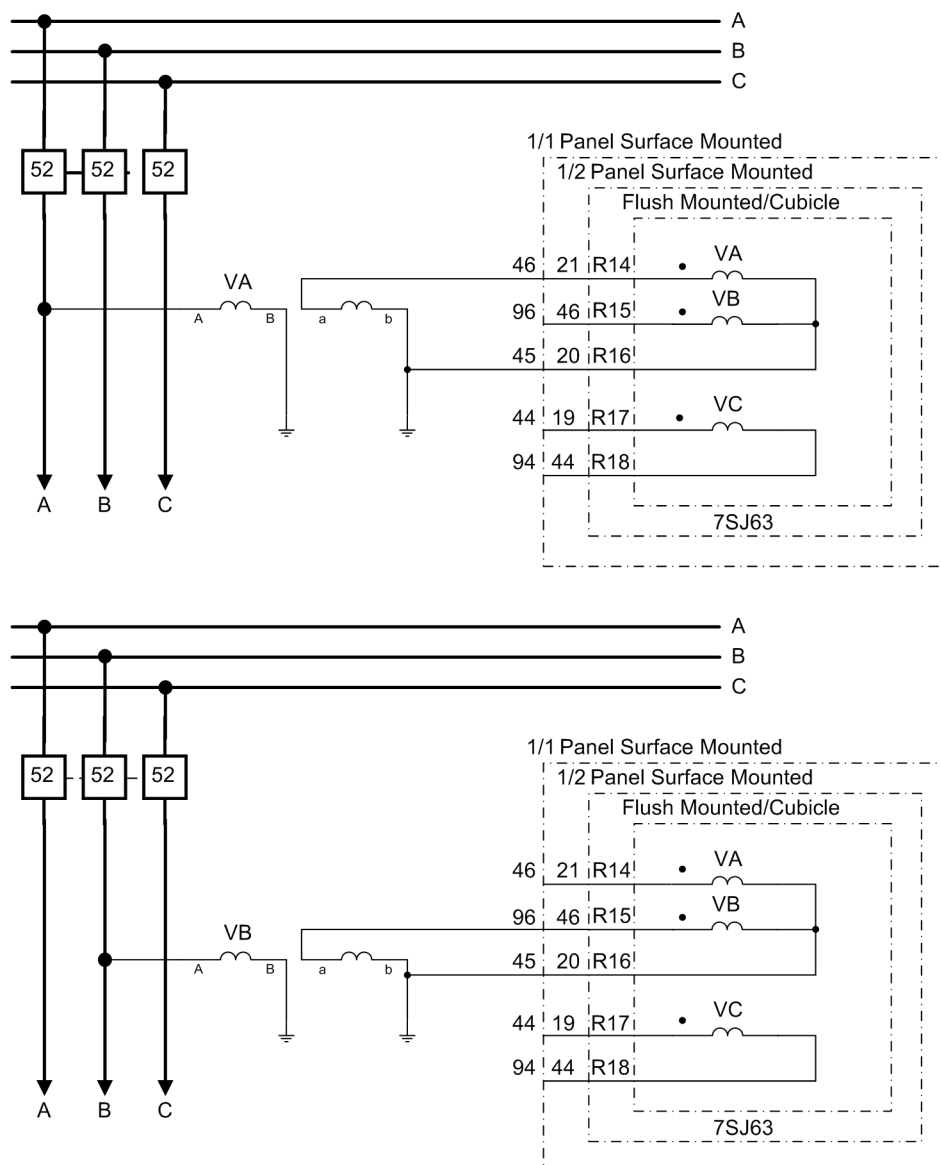 A
B
C
1/1 Panel Surface Mounted
52 52 52
1/2 Panel Surface Mounted
Flush Mounted/Cubicle
VA
46 21 R14 VA
96 46 R15 VB
A B a b
45 20 R16
44 19 R17 VC
94 44 R18
A B C
7SJ63
A
B
C
1/1 Panel Surface Mounted
52 52 52
1/2 Panel Surface Mounted
Flush Mounted/Cubicle
46 21 R14 VA
96 46 R15 VB
VB
A B a b
45 20 R16
44 19 R17 VC
94 44 R18
A B C
7SJ63